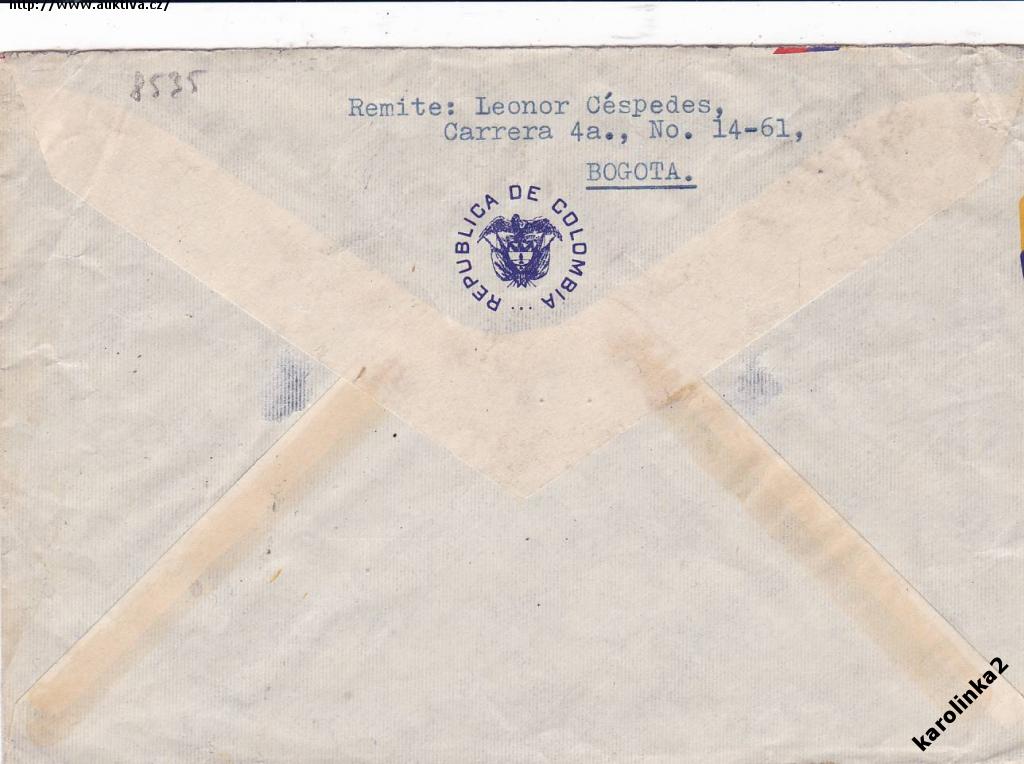 http://www.auktiva.cz/
8535
Remite: Leonor Céspedes,
Carrera 4a., No. 14-61,
BOGOTA.
REPUBLICA DE COLOMBIA ...
karolinka2